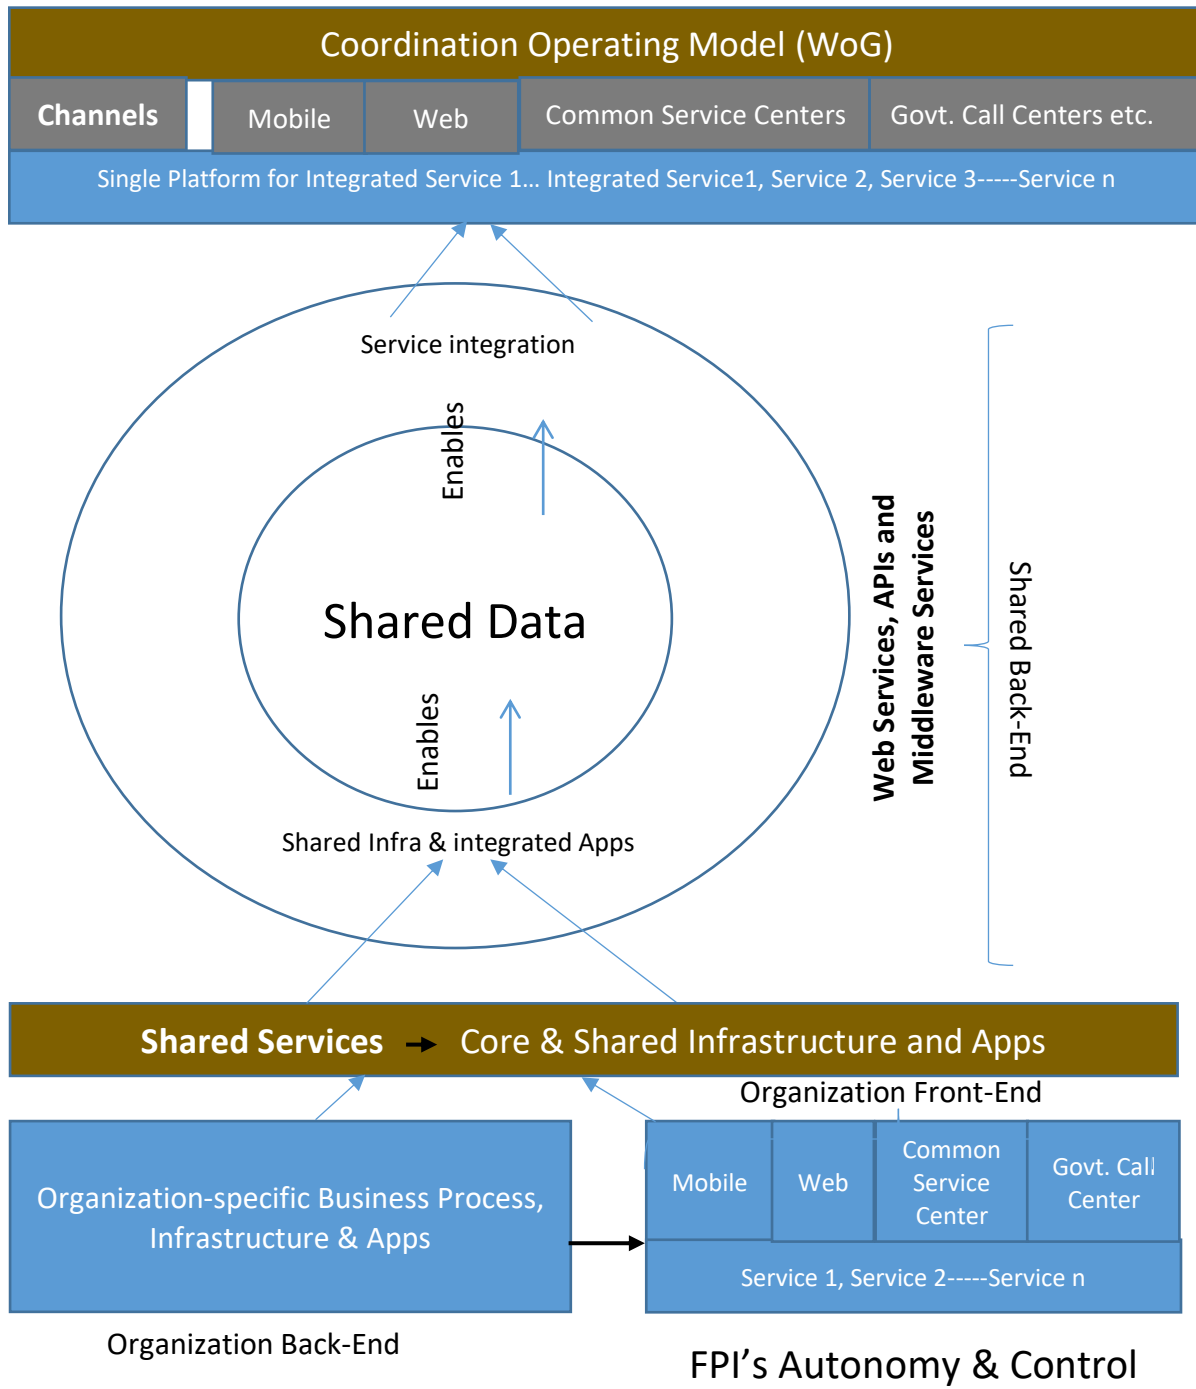 Coordination Operating Model (WoG)
Channels
Mobile
Web
Common Service Centers
Govt. Call Centers etc.
Single Platform for Integrated Service 1... Integrated Service1, Service 2, Service 3-----Service n
Service integration
Enables
Shared Data
Enables
Shared Infra & integrated Apps
Web Services, APIs and
Middleware Services
Shared Back-End
Shared Services
Core & Shared Infrastructure and Apps
Organization Front-End
Organization-specific Business Process,
Infrastructure & Apps
Mobile
Web
Common
Service
Center
Govt. Call
Center
Service 1, Service 2-----Service n
Organization Back-End
FPI’s Autonomy & Control